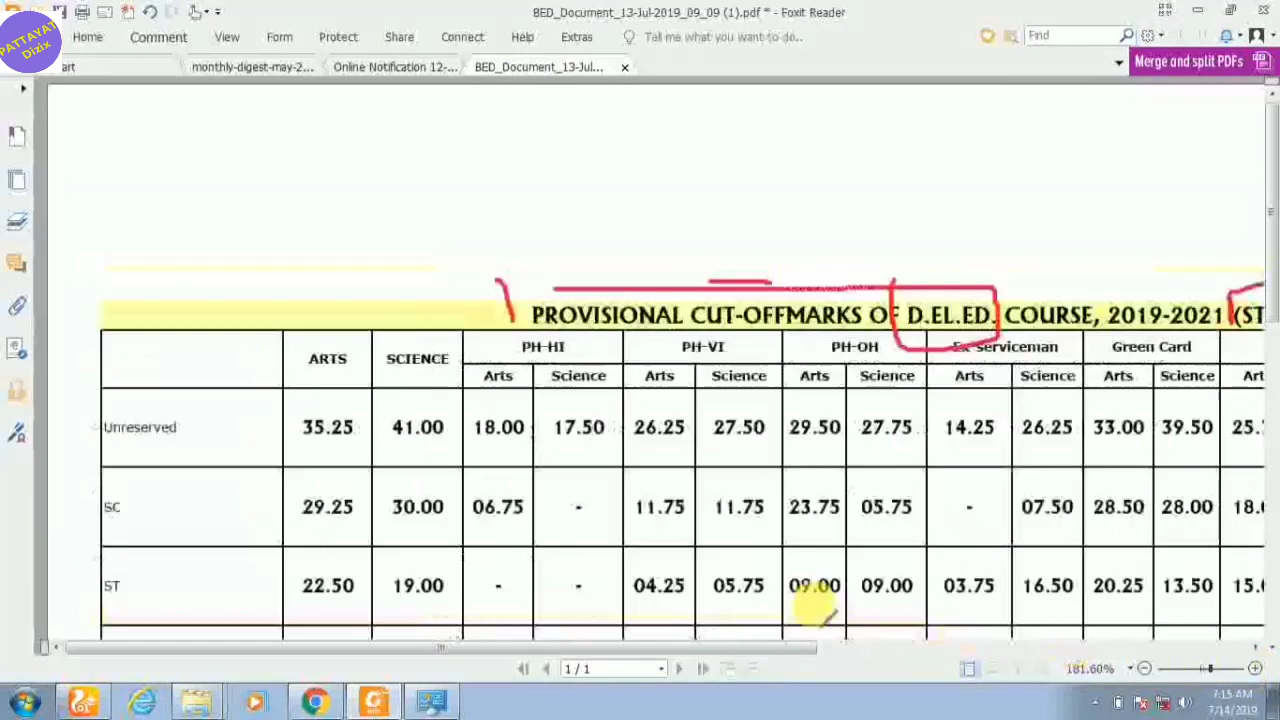 BED_Document_13-Jul-2019_09_09 (1).pdf * - Foxit Reader
PATTAYAT
Dizix
Home Comment View Form Protect Share Connect Help Extras Tell me what you want to do.. Find
art monthly-digest-may-2... Online Notification 12-... BED_Document_13-Jul... Merge and split PDFs
PROVISIONAL CUT-OFFMARKS OF D.EL.ED. COURSE, 2019-2021 (ST
ARTS SCIENCE PH-HI PH-VI PH-OH Ex-serviceman Green Card
Arts Science Arts Science Arts Science Arts Science Arts Science Art
Unreserved 35.25 41.00 18.00 17.50 26.25 27.50 29.50 27.75 14.25 26.25 33.00 39.50 25.
SC 29.25 30.00 06.75 - 11.75 11.75 23.75 05.75 - 07.50 28.50 28.00 18.
ST 22.50 19.00 - - 04.25 05.75 09.00 09.00 03.75 16.50 20.25 13.50 15.
1 / 1 181.60%
7:15 AM
7/14/2019